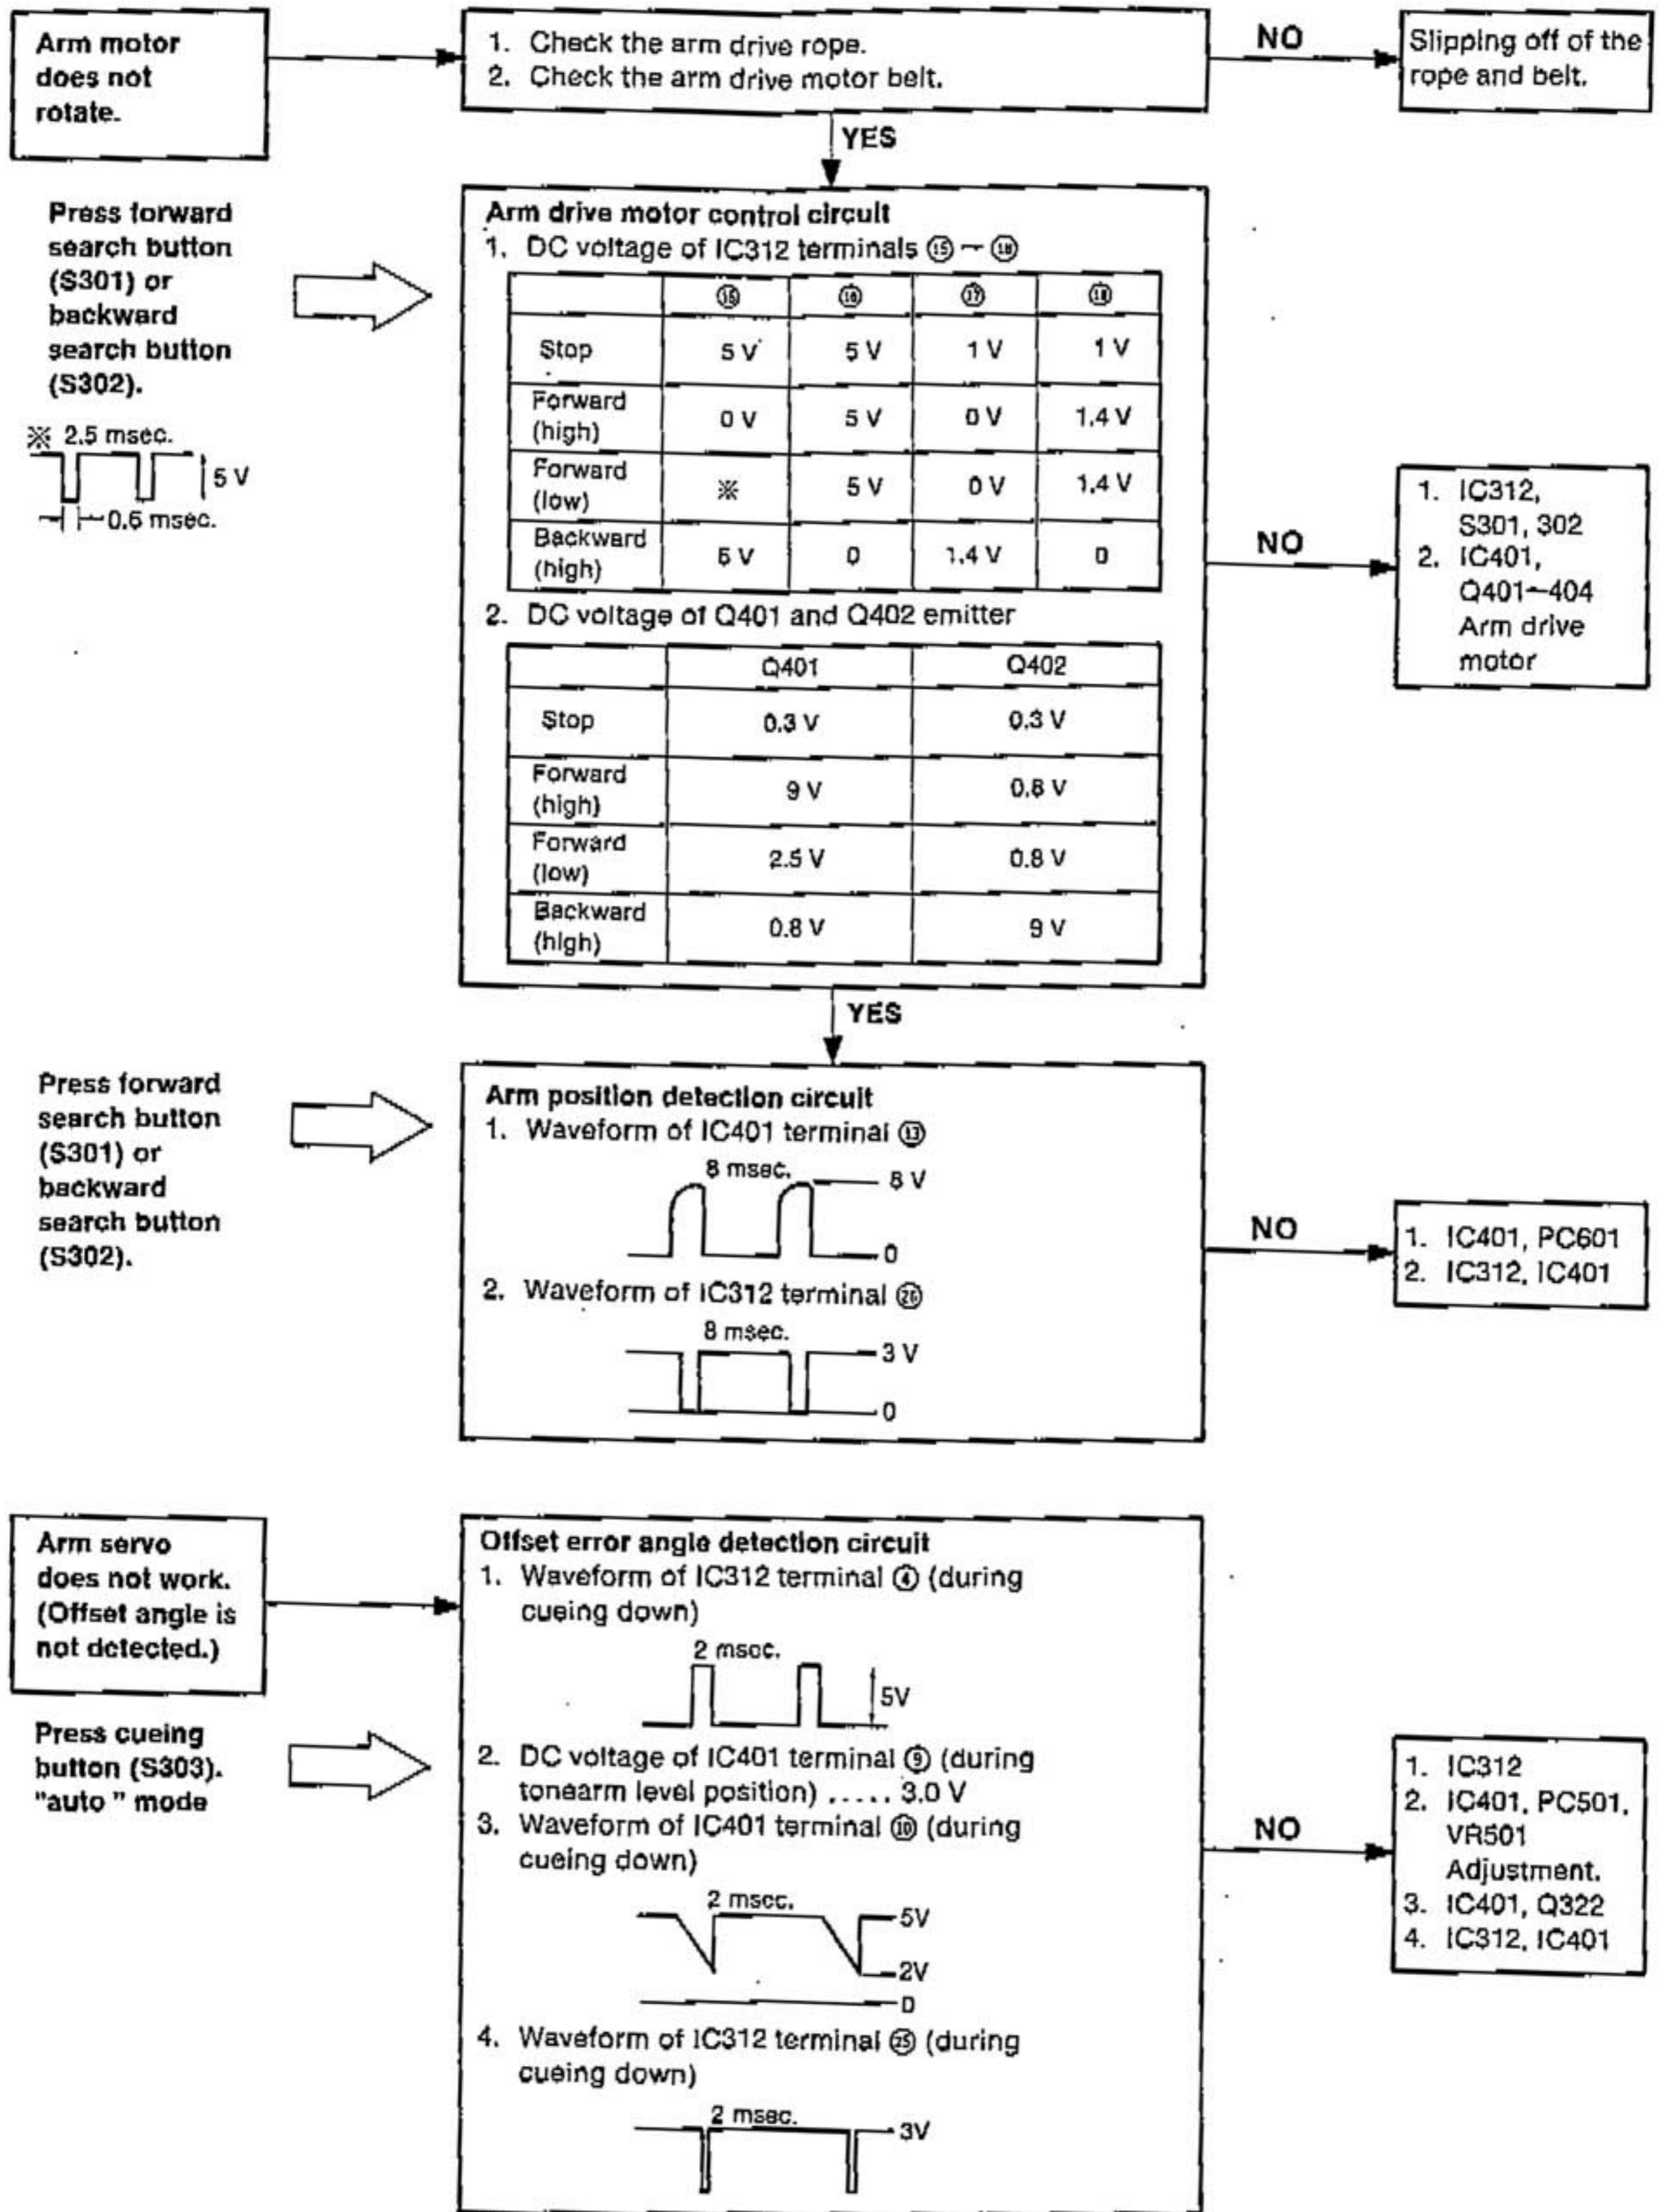 Arm motor
does not
rotate.
1. Check the arm drive rope.
2. Check the arm drive motor belt.
NO
Slipping off of the
rope and belt.
YES
Press forward
search button
(S301) or
backward
search button
(S302).
※ 2.5 msec.
5 V
0.6 msec.
Arm drive motor control circuit
1. DC voltage of IC312 terminals ⑮ ~ ⑱
⑮ ⑯ ⑰ ⑱
Stop 5 V 5 V 1 V 1 V
Forward
(high) 0 V 5 V 0 V 1.4 V
Forward
(low) ※ 5 V 0 V 1.4 V
Backward
(high) 5 V 0 1.4 V 0
2. DC voltage of Q401 and Q402 emitter
Q401 Q402
Stop 0.3 V 0.3 V
Forward
(high) 9 V 0.8 V
Forward
(low) 2.5 V 0.8 V
Backward
(high) 0.8 V 9 V
NO
1. IC312,
S301, 302
2. IC401,
Q401~404
Arm drive
motor
YES
Press forward
search button
(S301) or
backward
search button
(S302).
Arm position detection circuit
1. Waveform of IC401 terminal ⑬
8 msec.
8 V
0
2. Waveform of IC312 terminal ㉖
8 msec.
3 V
0
NO
1. IC401, PC601
2. IC312, IC401
Arm servo
does not work.
(Offset angle is
not detected.)
Press cueing
button (S303).
"auto" mode
Offset error angle detection circuit
1. Waveform of IC312 terminal ④ (during
cueing down)
2 msec.
5V
2. DC voltage of IC401 terminal ⑨ (during
tonearm level position) ..... 3.0 V
3. Waveform of IC401 terminal ⑩ (during
cueing down)
2 msec.
5V
2V
0
4. Waveform of IC312 terminal ㉕ (during
cueing down)
2 msec.
3V
NO
1. IC312
2. IC401, PC501,
VR501
Adjustment.
3. IC401, Q322
4. IC312, IC401